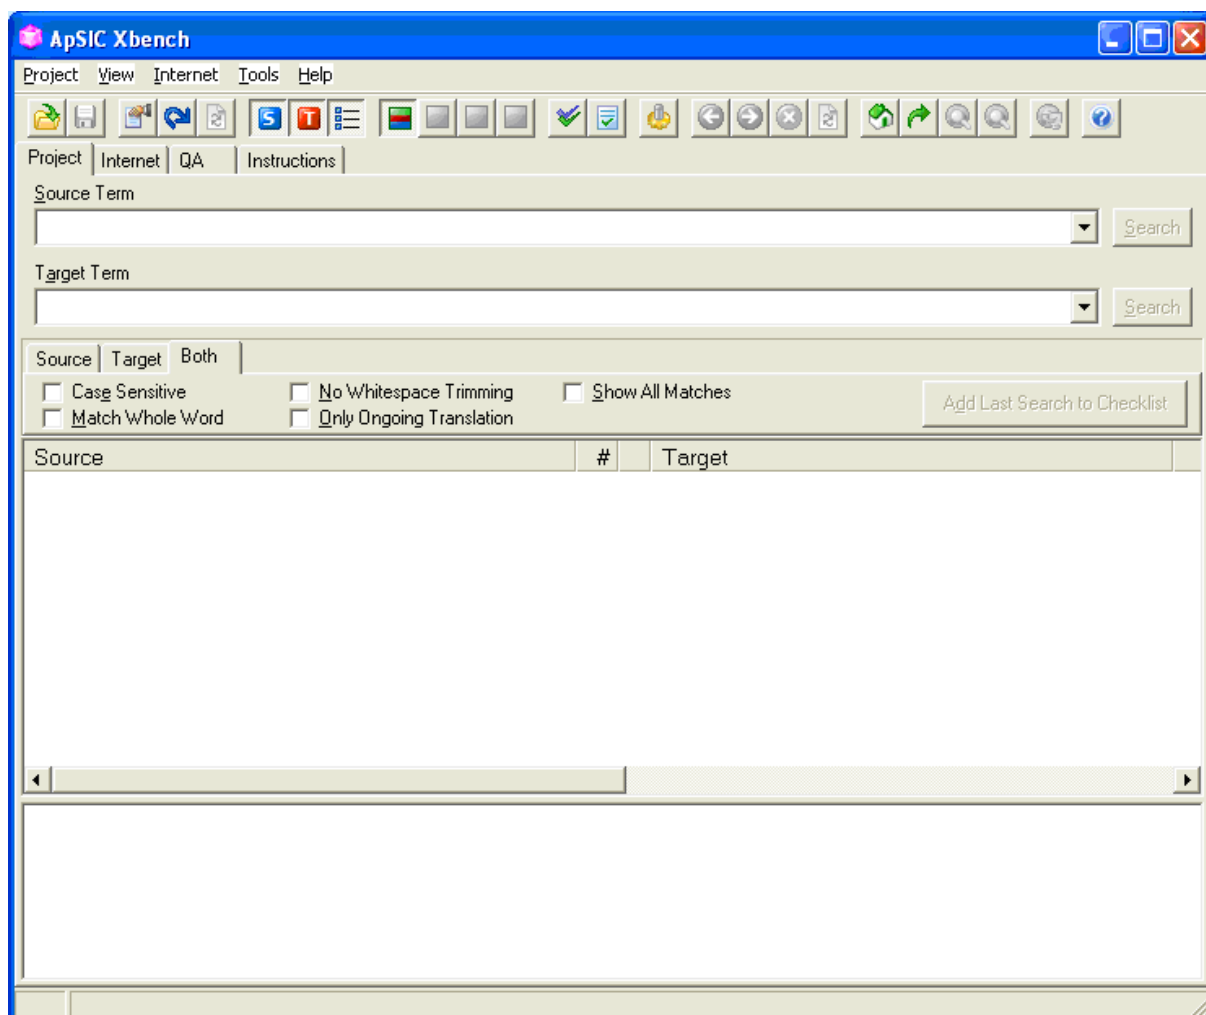 ApSIC Xbench
Project View Internet Tools Help
S T
Project Internet QA Instructions
Source Term
Search
Target Term
Search
Source Target Both
Case Sensitive No Whitespace Trimming Show All Matches
Match Whole Word Only Ongoing Translation
Add Last Search to Checklist
Source # Target